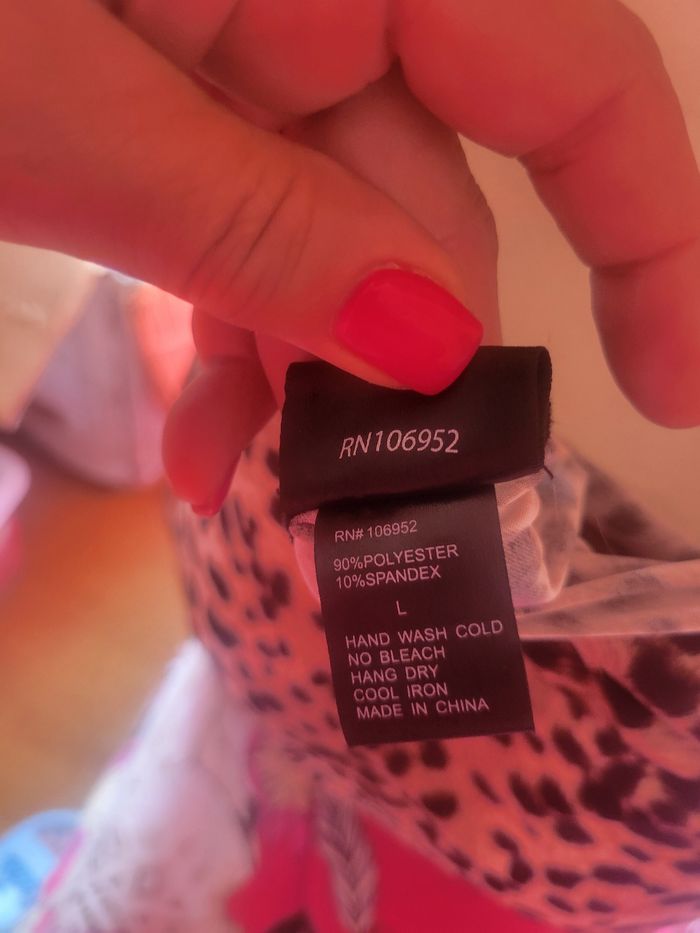 RN106952
RN# 106952
90%POLYESTER
10%SPANDEX
L
HAND WASH COLD
NO BLEACH
HANG DRY
COOL IRON
MADE IN CHINA